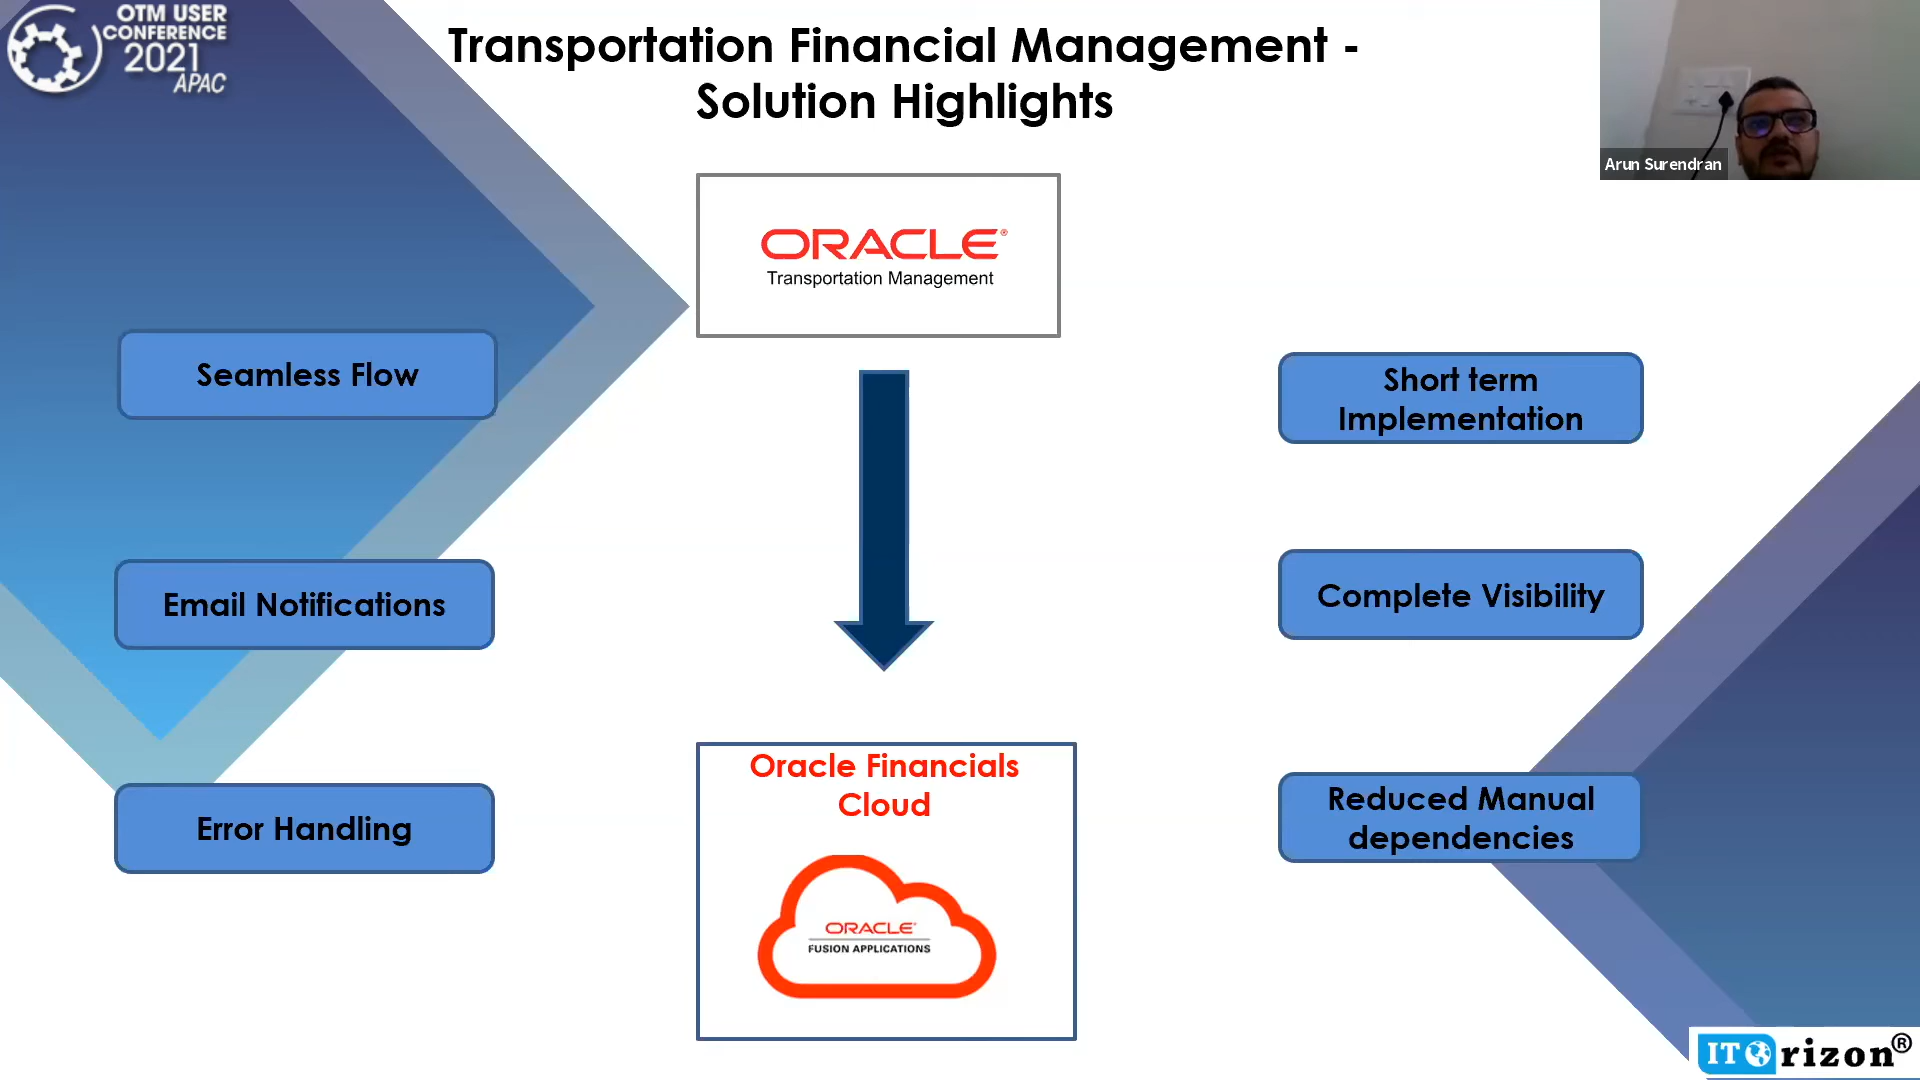 OTM USER
CONFERENCE
2021
APAC
Transportation Financial Management -
Solution Highlights
Arun Surendran
ORACLE®
Transportation Management
Seamless Flow
Short term
Implementation
Email Notifications
Complete Visibility
Error Handling
Reduced Manual
dependencies
Oracle Financials
Cloud
ORACLE®
FUSION APPLICATIONS
ITOrizon®